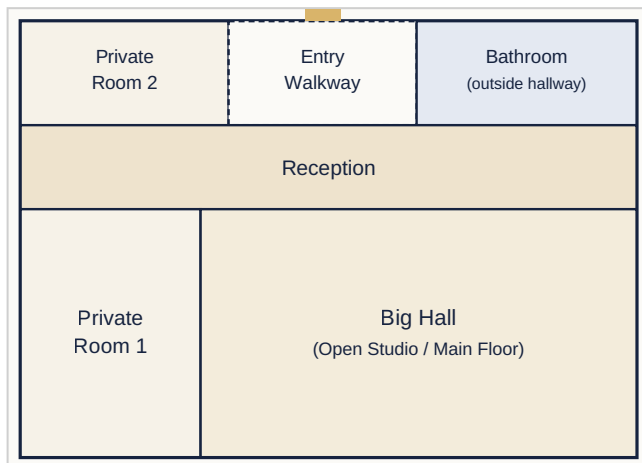 Private
Room 2
Entry
Walkway
Bathroom
(outside hallway)
Reception
Private
Room 1
Big Hall
(Open Studio / Main Floor)